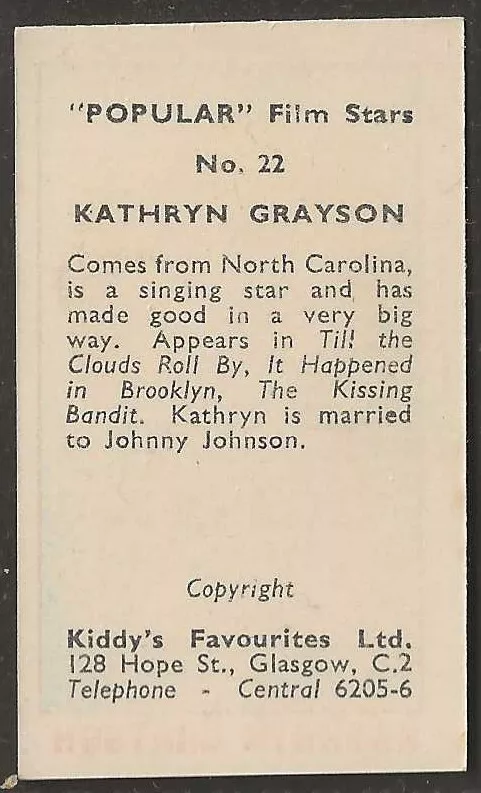 "POPULAR" Film Stars
No. 22
KATHRYN GRAYSON
Comes from North Carolina,
is a singing star and has
made good in a very big
way. Appears in Till the
Clouds Roll By, It Happened
in Brooklyn, The Kissing
Bandit. Kathryn is married
to Johnny Johnson.
Copyright
Kiddy's Favourites Ltd.
128 Hope St., Glasgow, C.2
Telephone - Central 6205-6